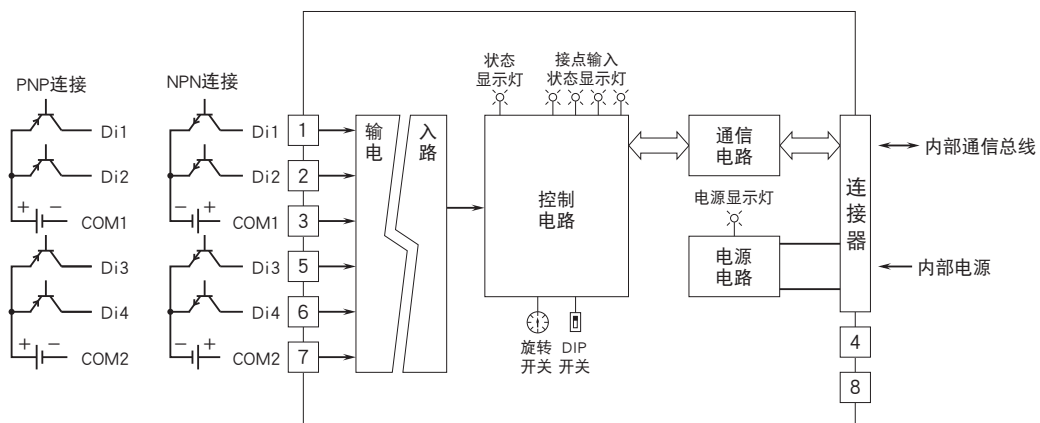 PNP连接
NPN连接
Di1
Di1
1
Di2
Di2
2
+ −
COM1
− +
COM1
3
Di3
Di3
5
Di4
Di4
6
+ −
COM2
− +
COM2
7
输入
电路
状态
显示灯
接点输入
状态显示灯
控制
电路
旋转
开关
DIP
开关
通信
电路
电源显示灯
电源
电路
连接器
内部通信总线
内部电源
4
8